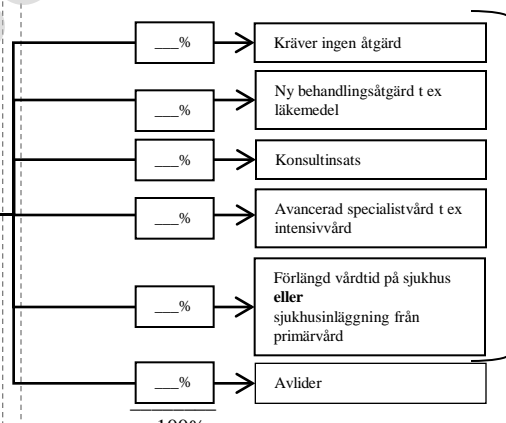 ___%
Kräver ingen åtgärd
___%
Ny behandlingsåtgärd t ex
läkemedel
___%
Konsultinsats
___%
Avancerad specialistvård t ex
intensivvård
___%
Förlängd vårdtid på sjukhus
eller
sjukhusinläggning från
primärvård
___%
Avlider
100%